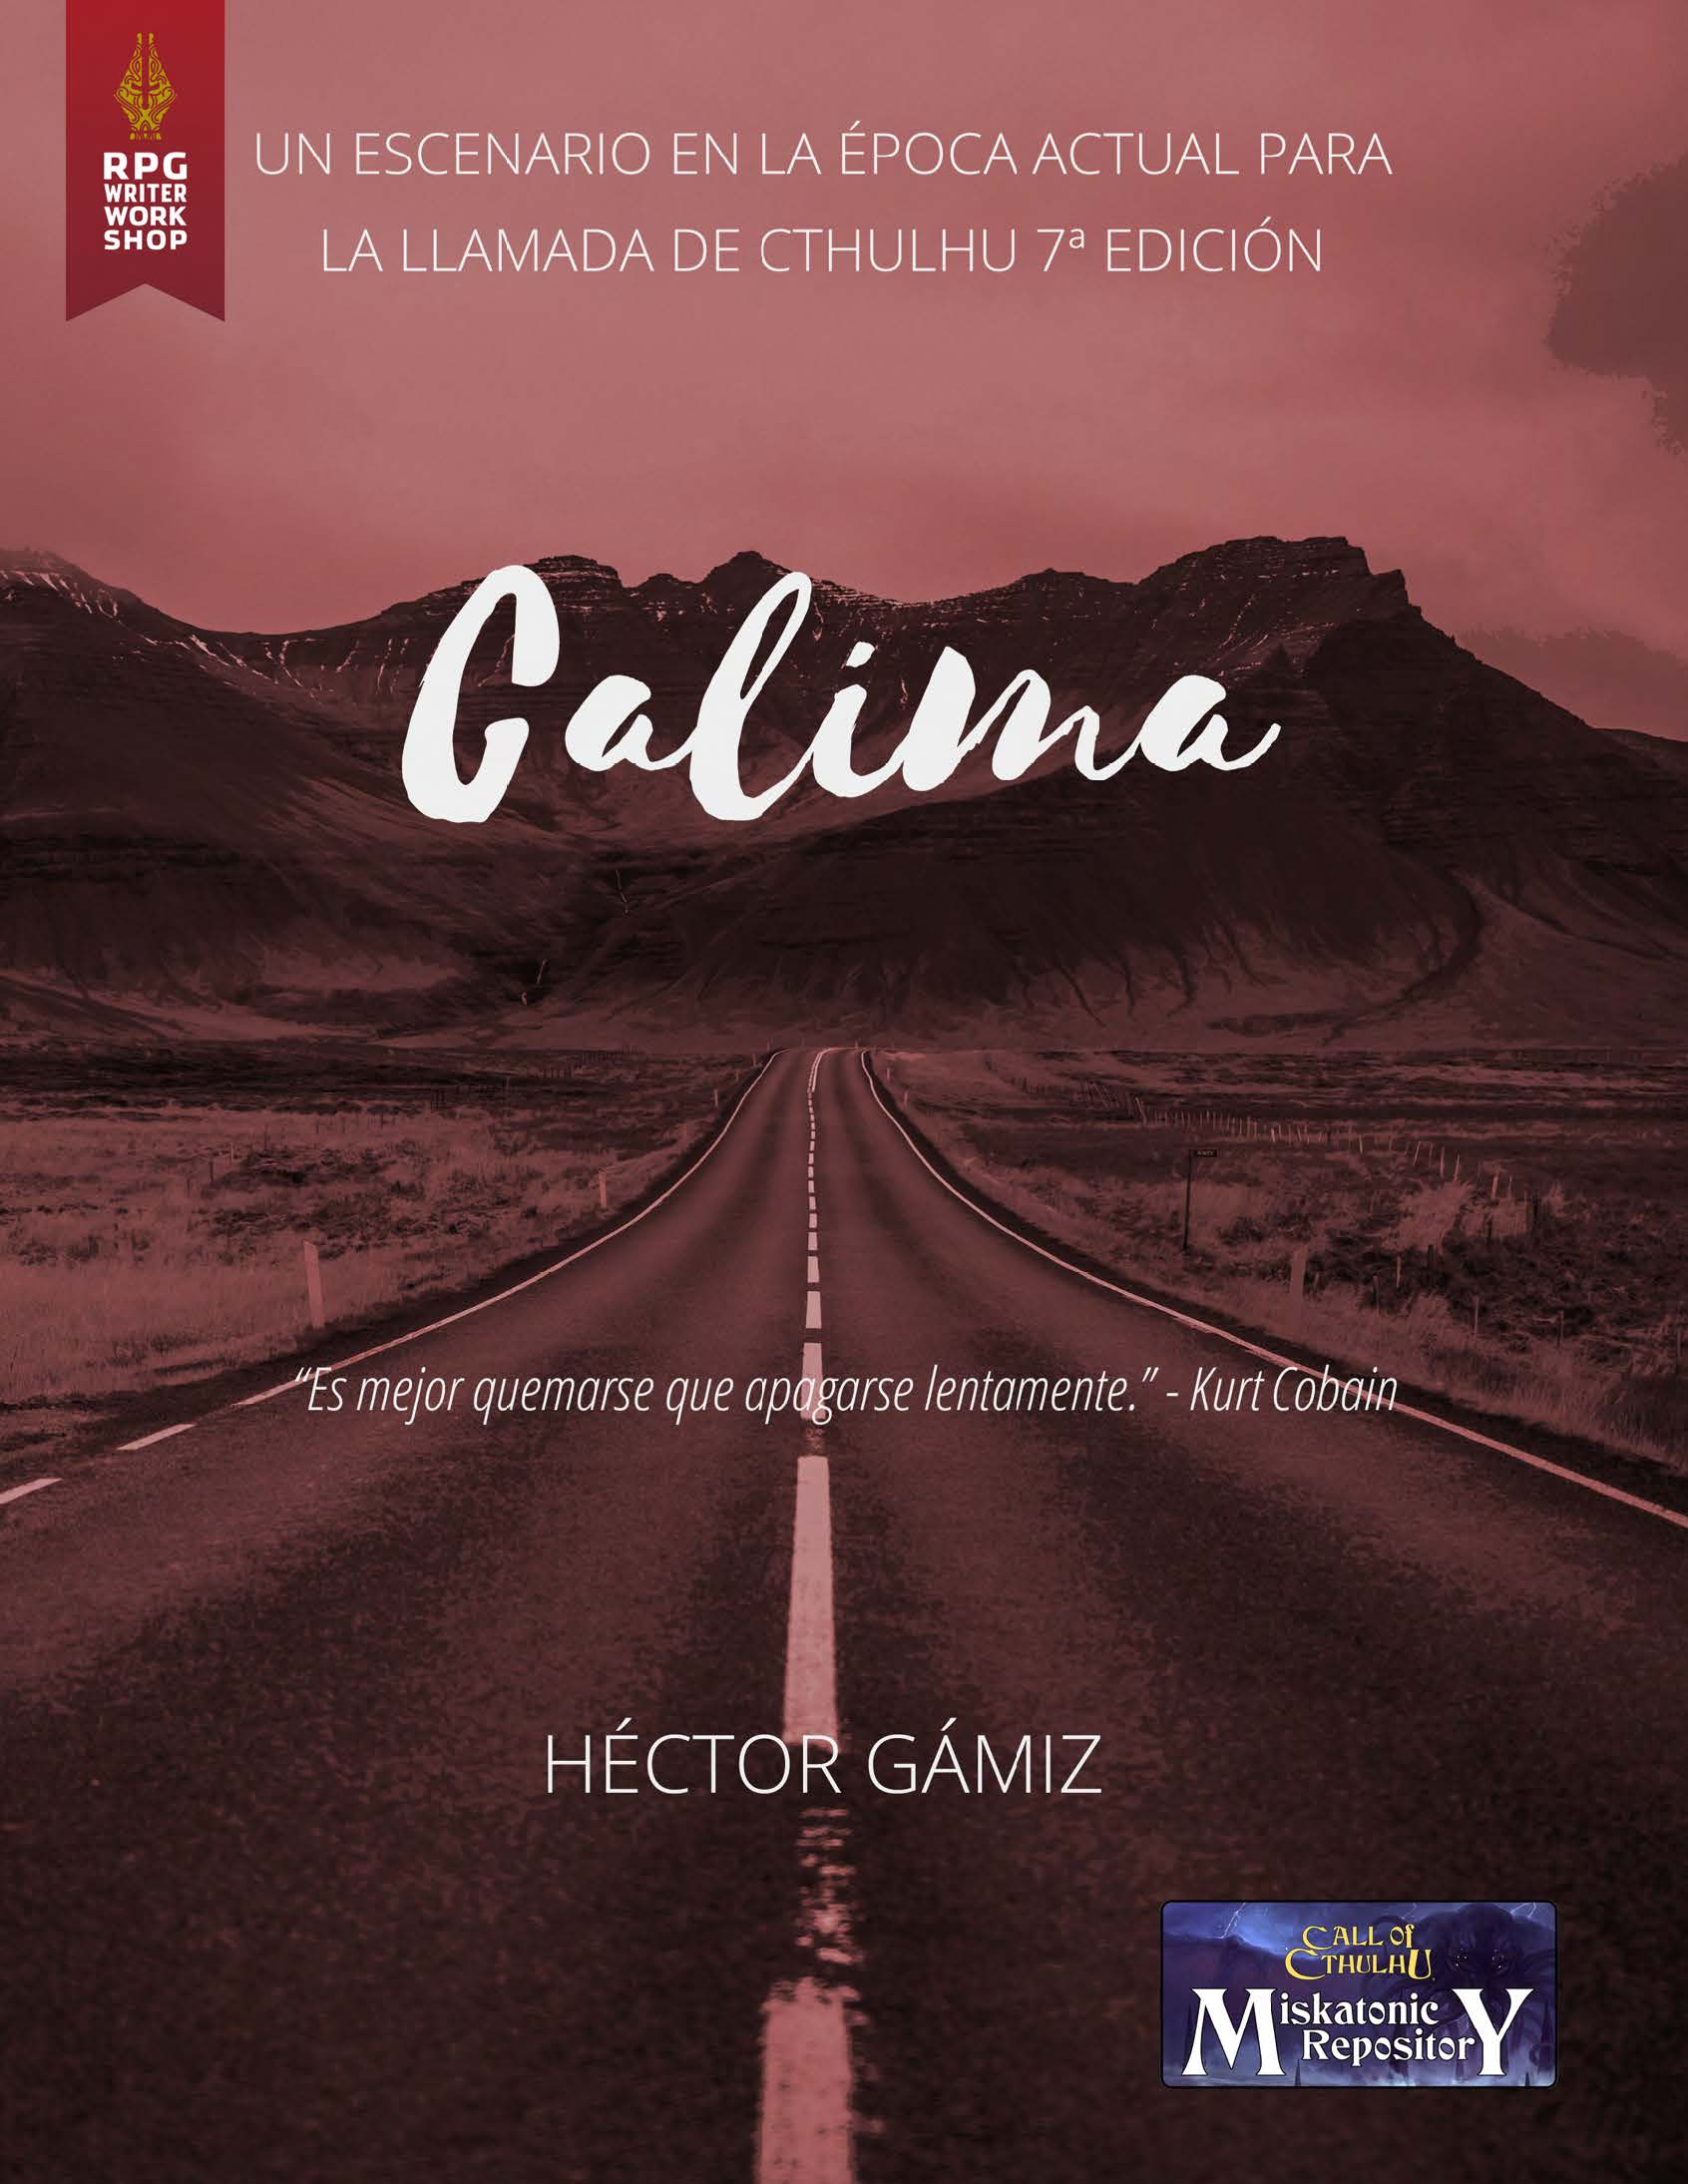 RPG
WRITER
WORK
SHOP
UN ESCENARIO EN LA ÉPOCA ACTUAL PARA
LA LLAMADA DE CTHULHU 7ª EDICIÓN
Calima
“Es mejor quemarse que apagarse lentamente.” - Kurt Cobain
HÉCTOR GÁMIZ
CALL of
CTHULHU
Miskatonic
RepositorY